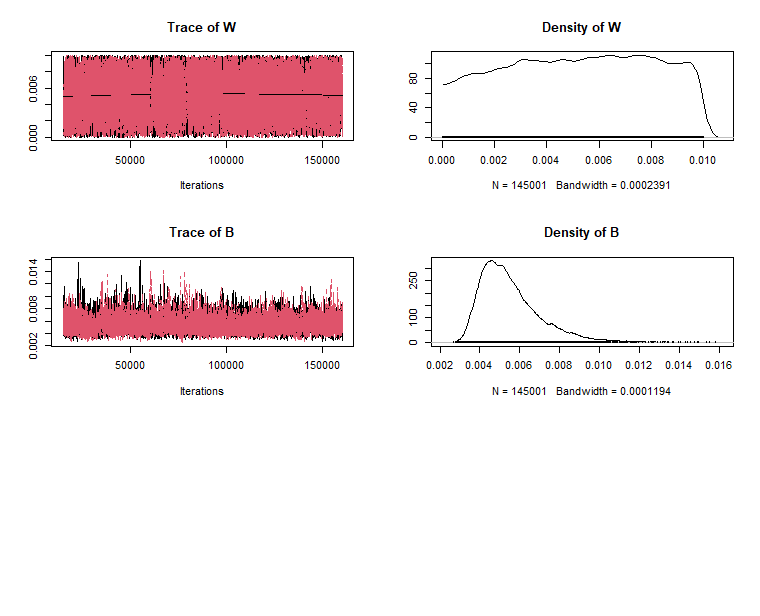 Trace of W
0.000 0.006
50000 100000 150000
Iterations
Density of W
0 40 80
0.000 0.002 0.004 0.006 0.008 0.010
N = 145001 Bandwidth = 0.0002391
Trace of B
0.002 0.008 0.014
50000 100000 150000
Iterations
Density of B
0 100 250
0.002 0.004 0.006 0.008 0.010 0.012 0.014 0.016
N = 145001 Bandwidth = 0.0001194